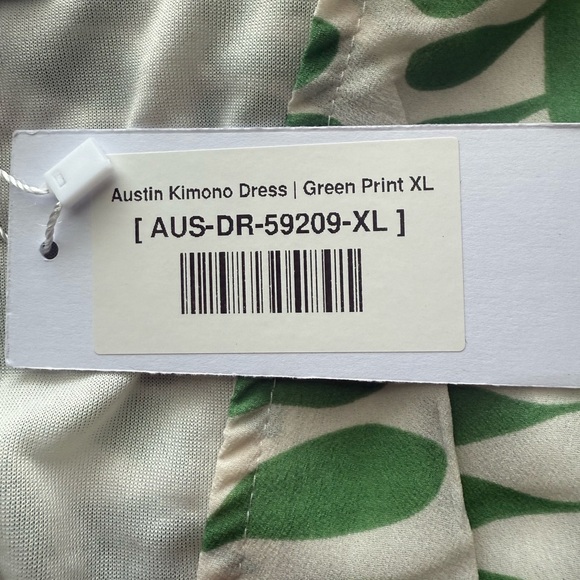 Austin Kimono Dress | Green Print XL
[ AUS-DR-59209-XL ]